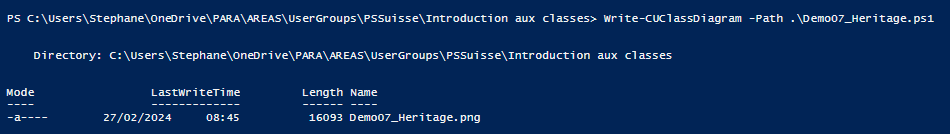 PS C:\Users\Stephane\OneDrive\PARA\AREAS\UserGroups\PSSuisse\Introduction aux classes> Write-CUClassDiagram -Path .\Demo07_Heritage.ps1
Directory: C:\Users\Stephane\OneDrive\PARA\AREAS\UserGroups\PSSuisse\Introduction aux classes
Mode                 LastWriteTime         Length Name
----                 -------------         ------ ----
-a----        27/02/2024     08:45          16093 Demo07_Heritage.png